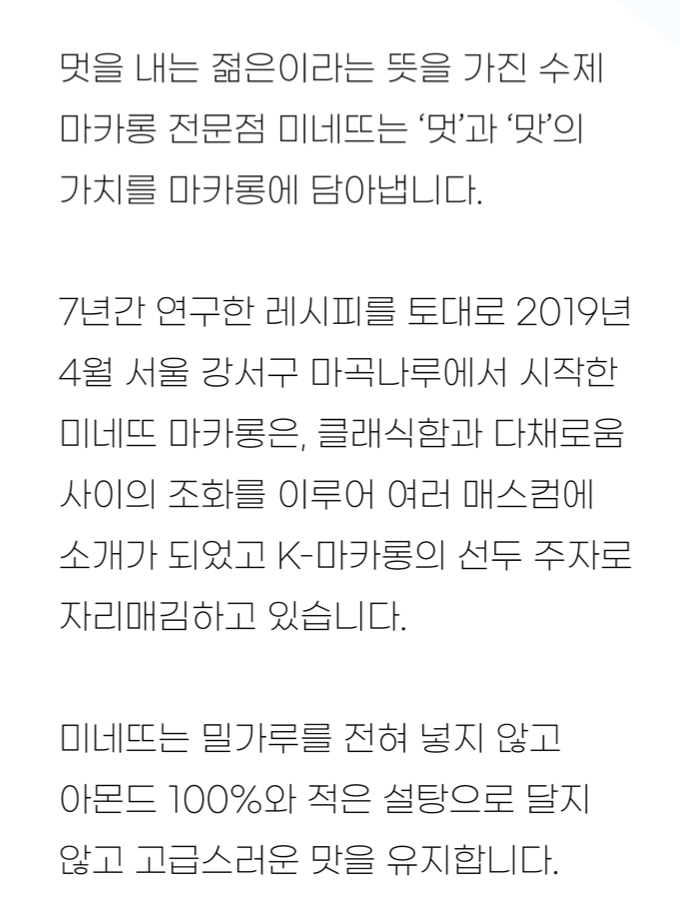 멋을 내는 젊은이라는 뜻을 가진 수제
마카롱 전문점 미네뜨는 ‘멋’과 ‘맛’의
가치를 마카롱에 담아냅니다.
7년간 연구한 레시피를 토대로 2019년
4월 서울 강서구 마곡나루에서 시작한
미네뜨 마카롱은, 클래식함과 다채로움
사이의 조화를 이루어 여러 매스컴에
소개가 되었고 K-마카롱의 선두 주자로
자리매김하고 있습니다.
미네뜨는 밀가루를 전혀 넣지 않고
아몬드 100%와 적은 설탕으로 달지
않고 고급스러운 맛을 유지합니다.